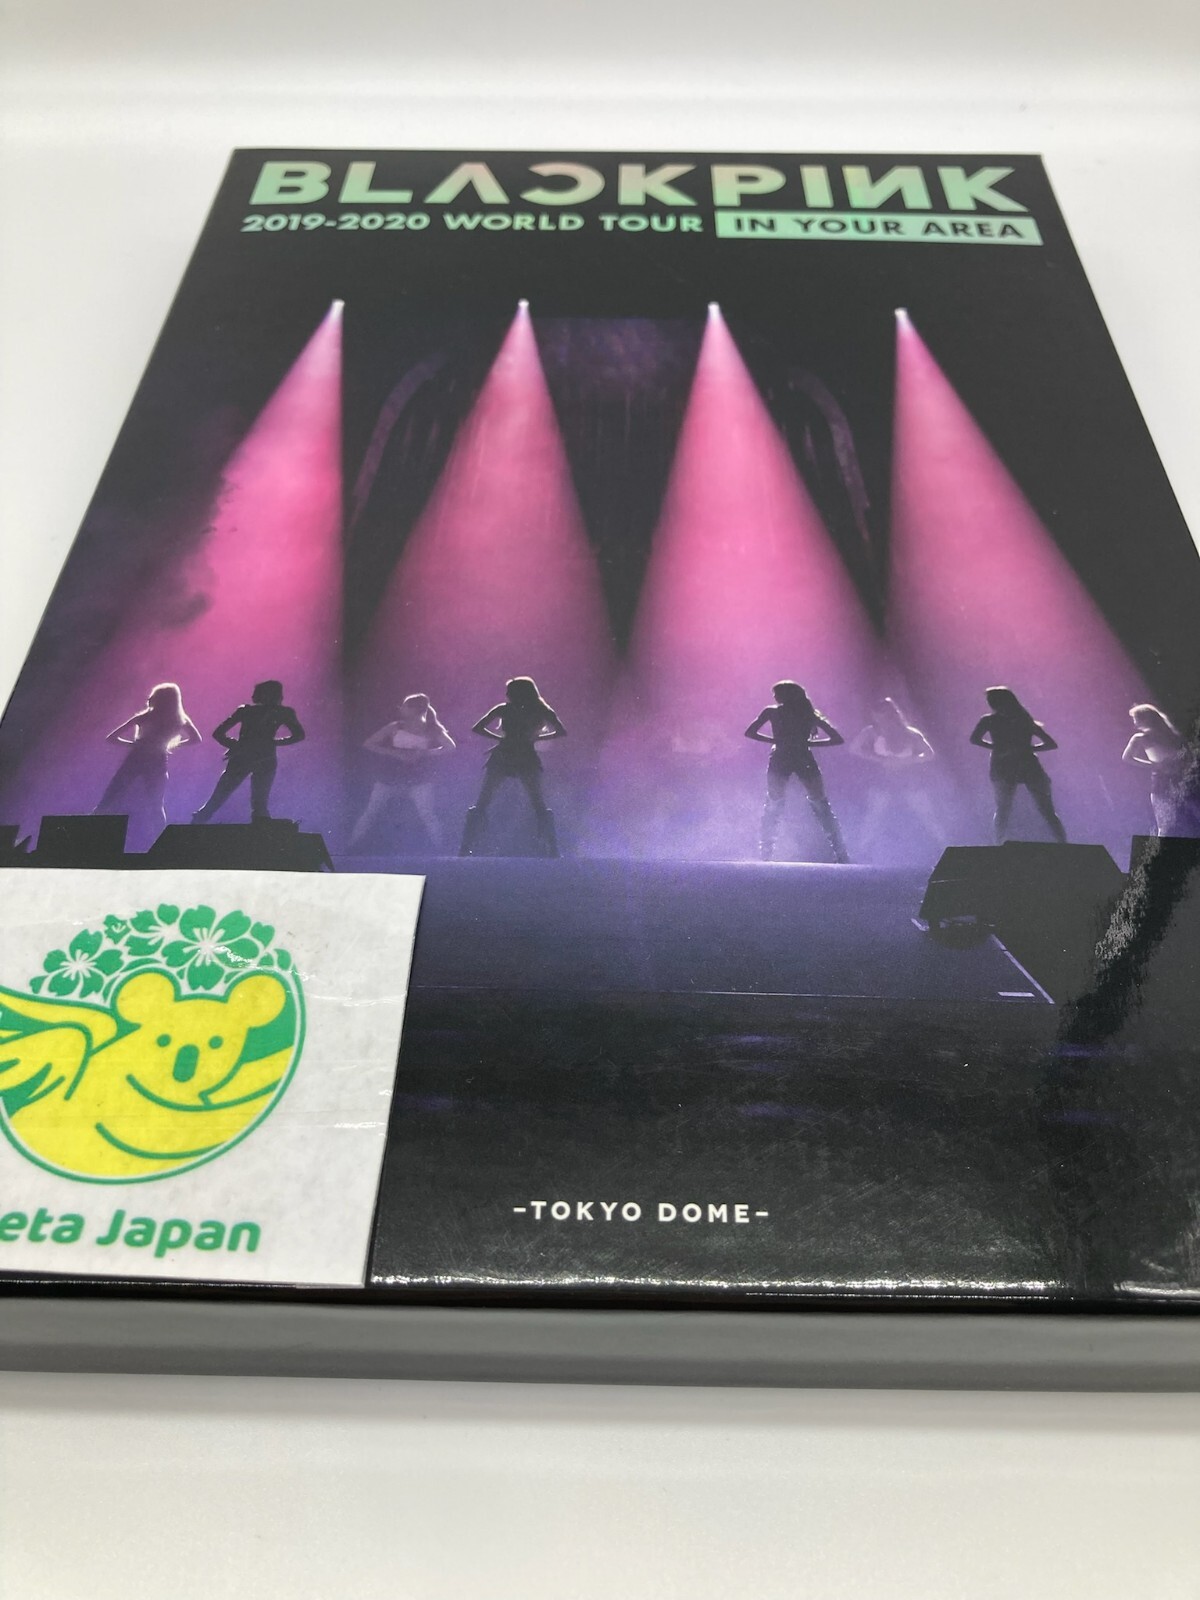 BLACKPINK
2019-2020 WORLD TOUR IN YOUR AREA
-TOKYO DOME-
eta Japan